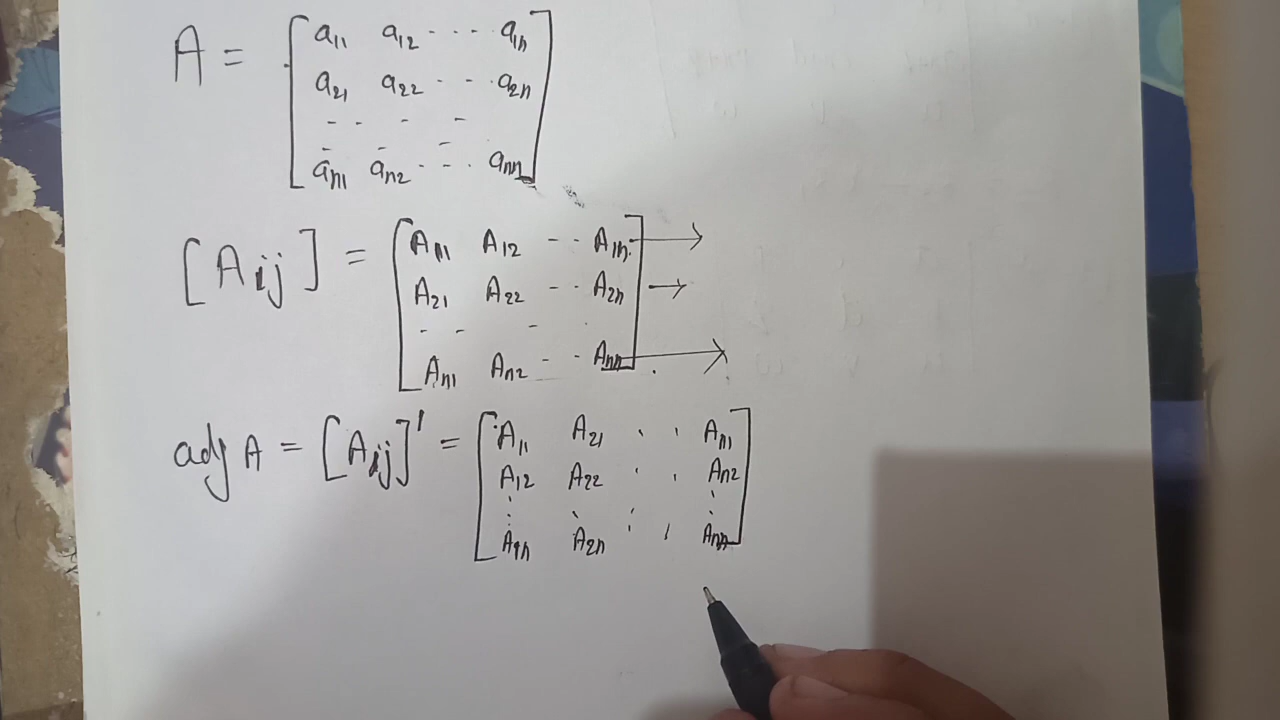 A = [ a11 a12 · · · a1n
a21 a22 · · · a2n
- - - -
an1 an2 · - · ann ]
[Aij] = [ A11 A12 - - A1n ] →
A21 A22 - - A2n →
- - - ·
An1 An2 - - Ann →
adj A = [Aij]' = [ A11 A21 · · An1
A12 A22 · · An2
⋮ ⋮ ⋮ ⋮
A1n A2n ⋮ · Ann ]